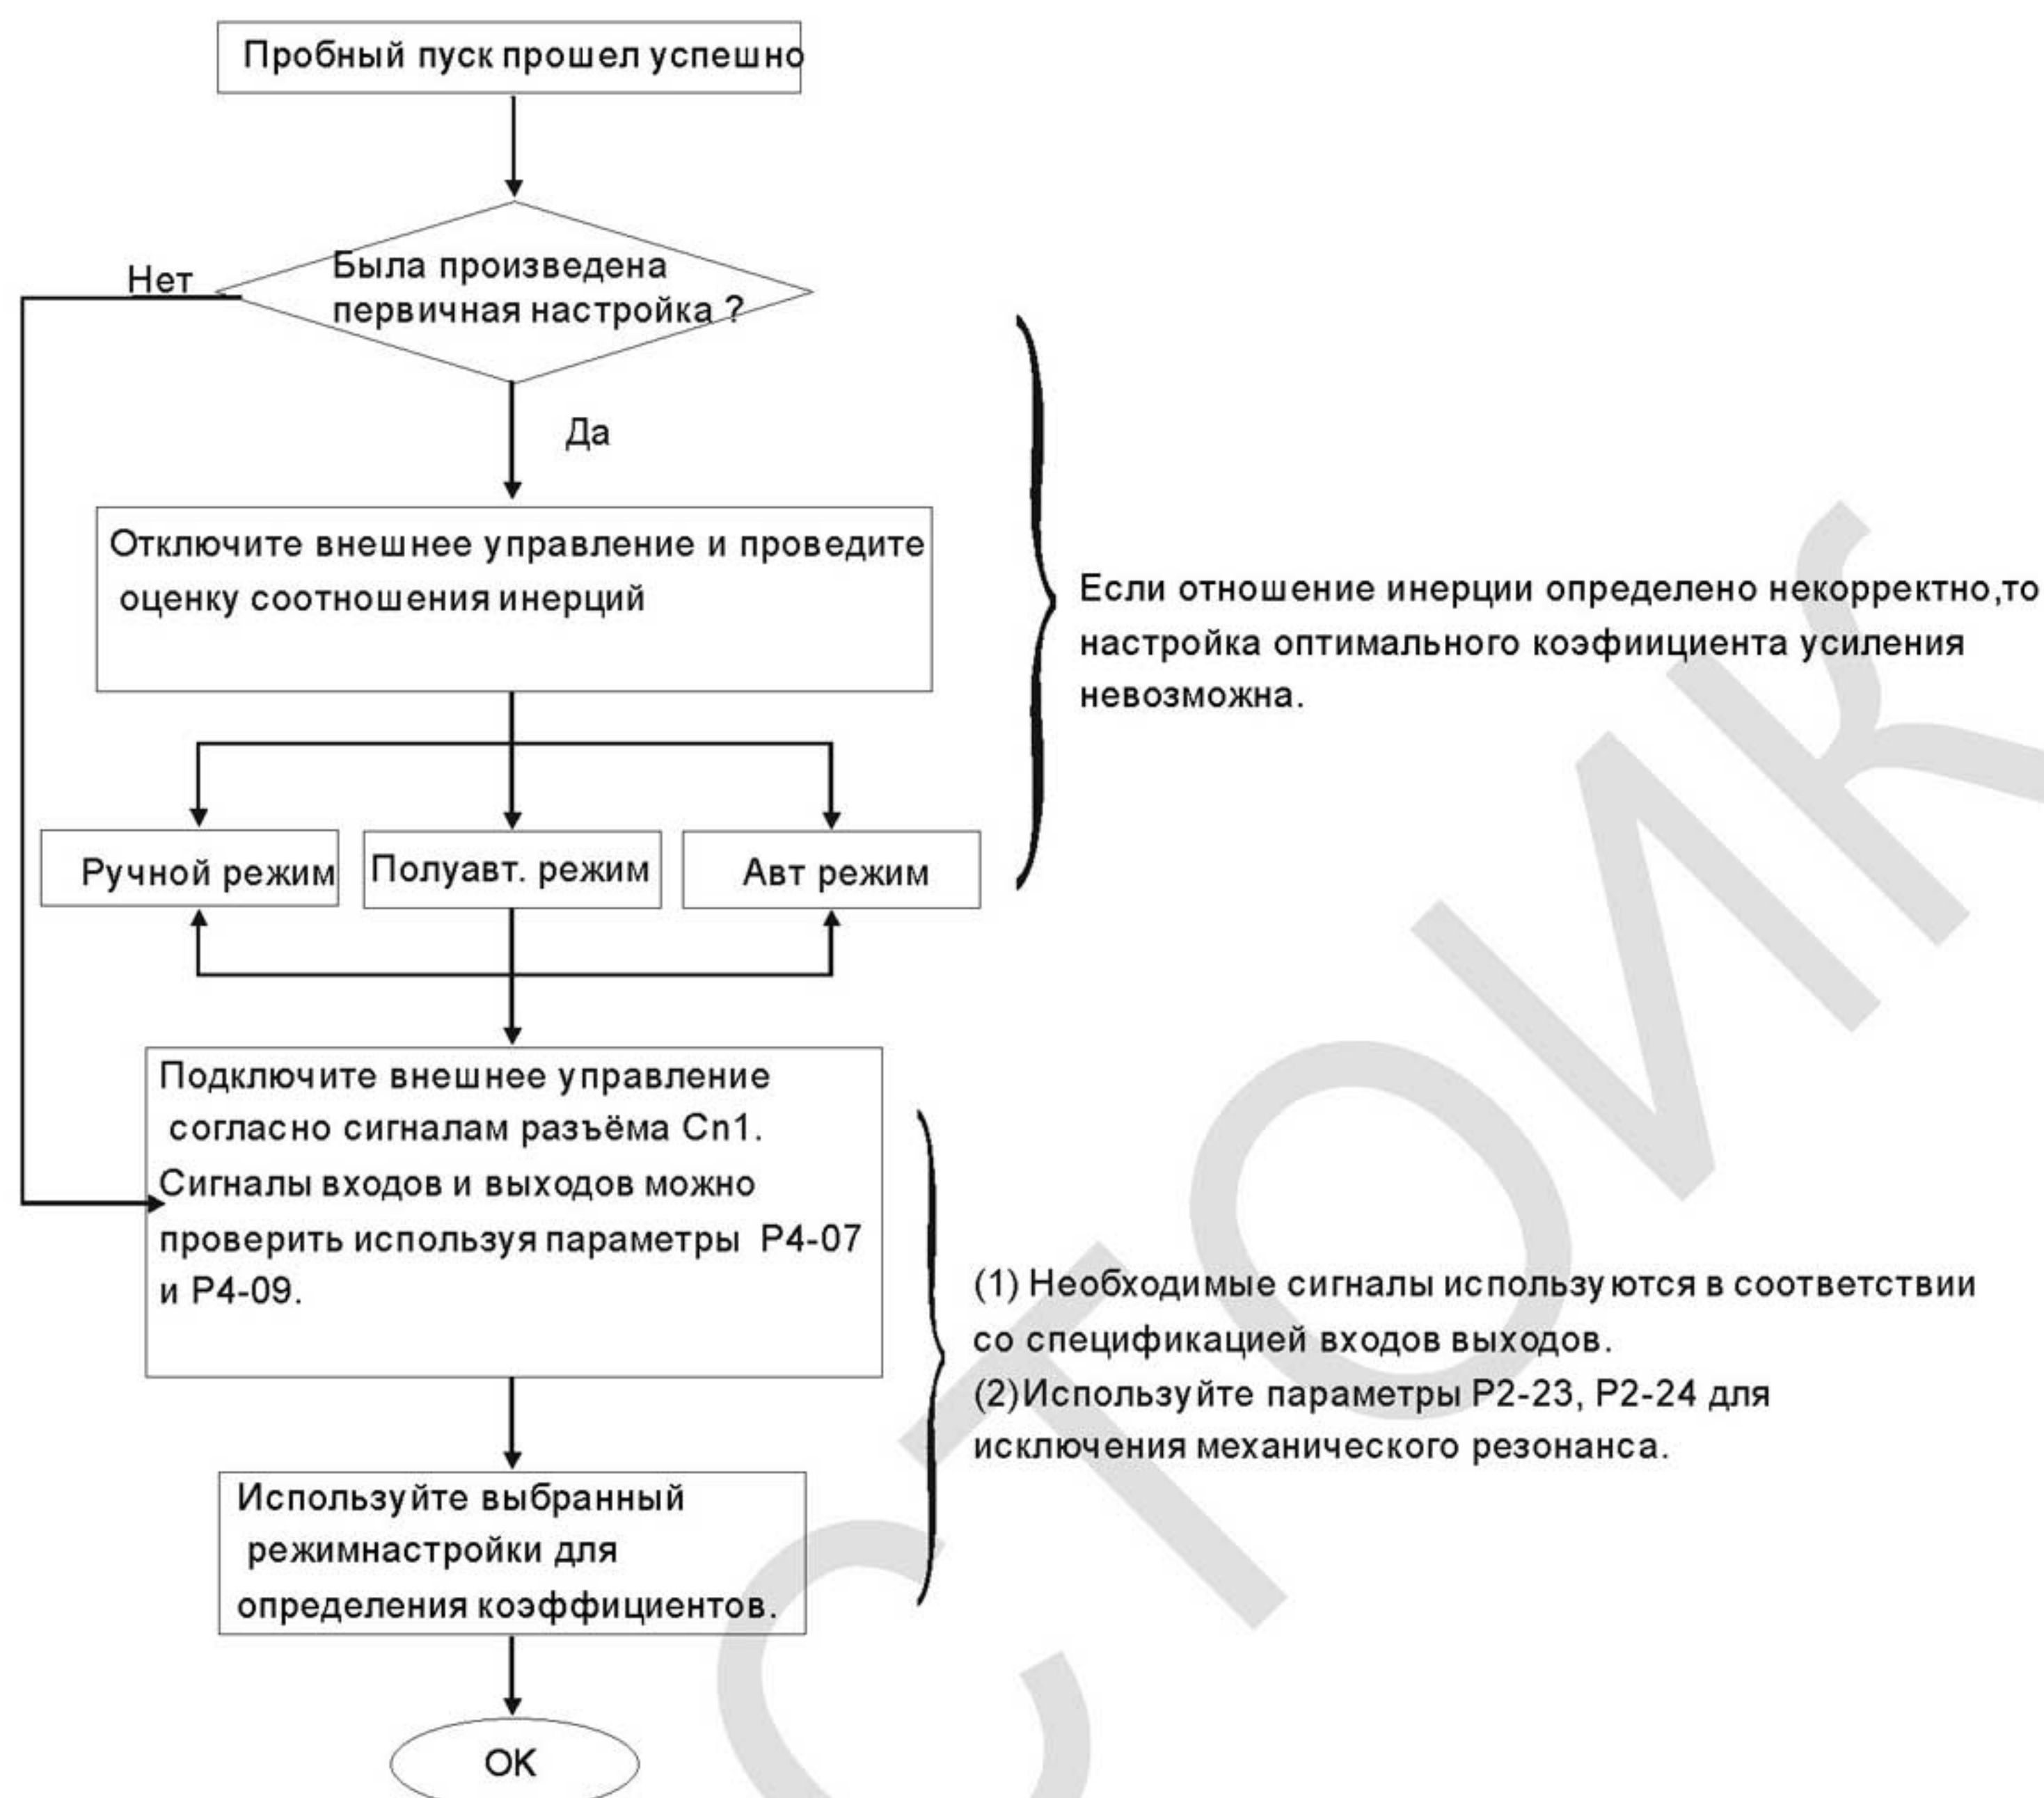 Пробный пуск прошел успешно
Была произведена
первичная настройка ?
Нет
Да
Отключите внешнее управление и проведите
оценку соотношения инерций
Если отношение инерции определено некорректно,то
настройка оптимального коэфиициента усиления
невозможна.
Ручной режим
Полуавт. режим
Авт режим
Подключите внешнее управление
согласно сигналам разъёма Cn1.
Сигналы входов и выходов можно
проверить используя параметры P4-07
и P4-09.
(1) Необходимые сигналы используются в соответствии
со спецификацией входов выходов.
(2)Используйте параметры P2-23, P2-24 для
исключения механического резонанса.
Используйте выбранный
режимнастройки для
определения коэффициентов.
OK
СТОИК